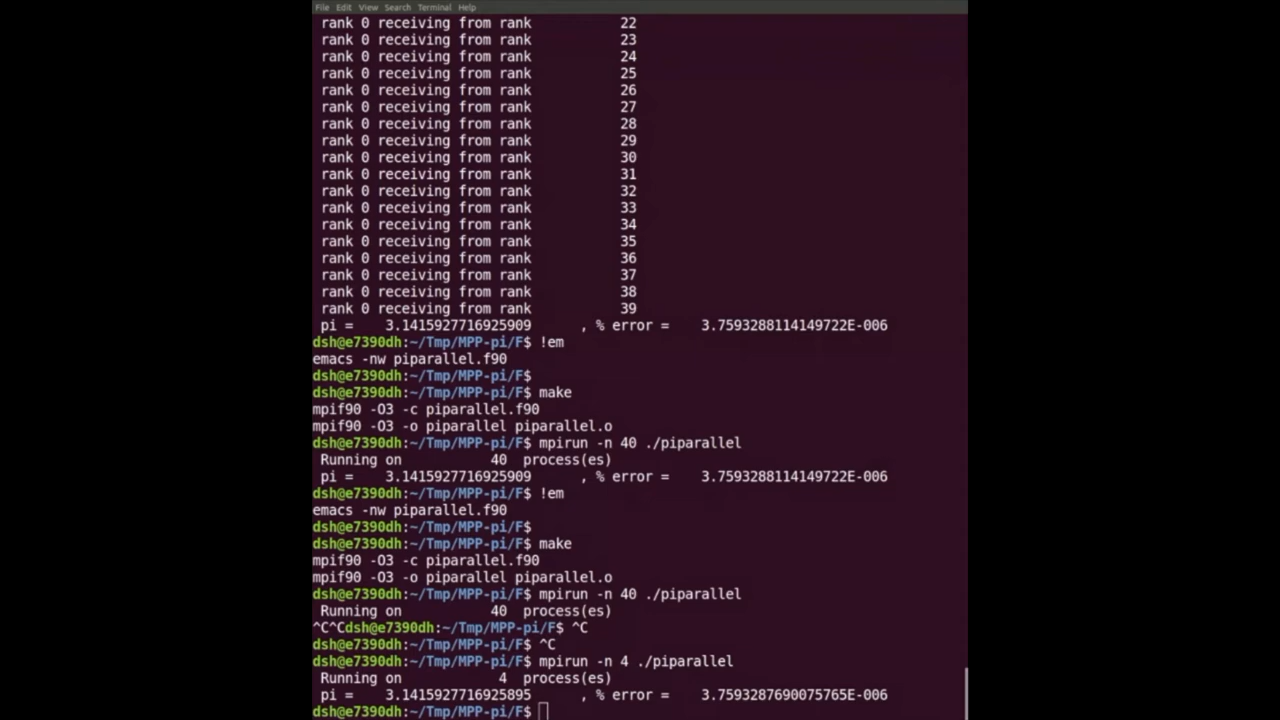 File Edit View Search Terminal Help
rank 0 receiving from rank 22
rank 0 receiving from rank 23
rank 0 receiving from rank 24
rank 0 receiving from rank 25
rank 0 receiving from rank 26
rank 0 receiving from rank 27
rank 0 receiving from rank 28
rank 0 receiving from rank 29
rank 0 receiving from rank 30
rank 0 receiving from rank 31
rank 0 receiving from rank 32
rank 0 receiving from rank 33
rank 0 receiving from rank 34
rank 0 receiving from rank 35
rank 0 receiving from rank 36
rank 0 receiving from rank 37
rank 0 receiving from rank 38
rank 0 receiving from rank 39
pi = 3.1415927716925909 , % error = 3.7593288114149722E-006
dsh@e7390dh:~/Tmp/MPP-pi/F$ !em
emacs -nw piparallel.f90
dsh@e7390dh:~/Tmp/MPP-pi/F$
dsh@e7390dh:~/Tmp/MPP-pi/F$ make
mpif90 -O3 -c piparallel.f90
mpif90 -O3 -o piparallel piparallel.o
dsh@e7390dh:~/Tmp/MPP-pi/F$ mpirun -n 40 ./piparallel
Running on 40 process(es)
pi = 3.1415927716925909 , % error = 3.7593288114149722E-006
dsh@e7390dh:~/Tmp/MPP-pi/F$ !em
emacs -nw piparallel.f90
dsh@e7390dh:~/Tmp/MPP-pi/F$
dsh@e7390dh:~/Tmp/MPP-pi/F$ make
mpif90 -O3 -c piparallel.f90
mpif90 -O3 -o piparallel piparallel.o
dsh@e7390dh:~/Tmp/MPP-pi/F$ mpirun -n 40 ./piparallel
Running on 40 process(es)
^C^Cdsh@e7390dh:~/Tmp/MPP-pi/F$ ^C
dsh@e7390dh:~/Tmp/MPP-pi/F$ ^C
dsh@e7390dh:~/Tmp/MPP-pi/F$ mpirun -n 4 ./piparallel
Running on 4 process(es)
pi = 3.1415927716925895 , % error = 3.7593287690075765E-006
dsh@e7390dh:~/Tmp/MPP-pi/F$